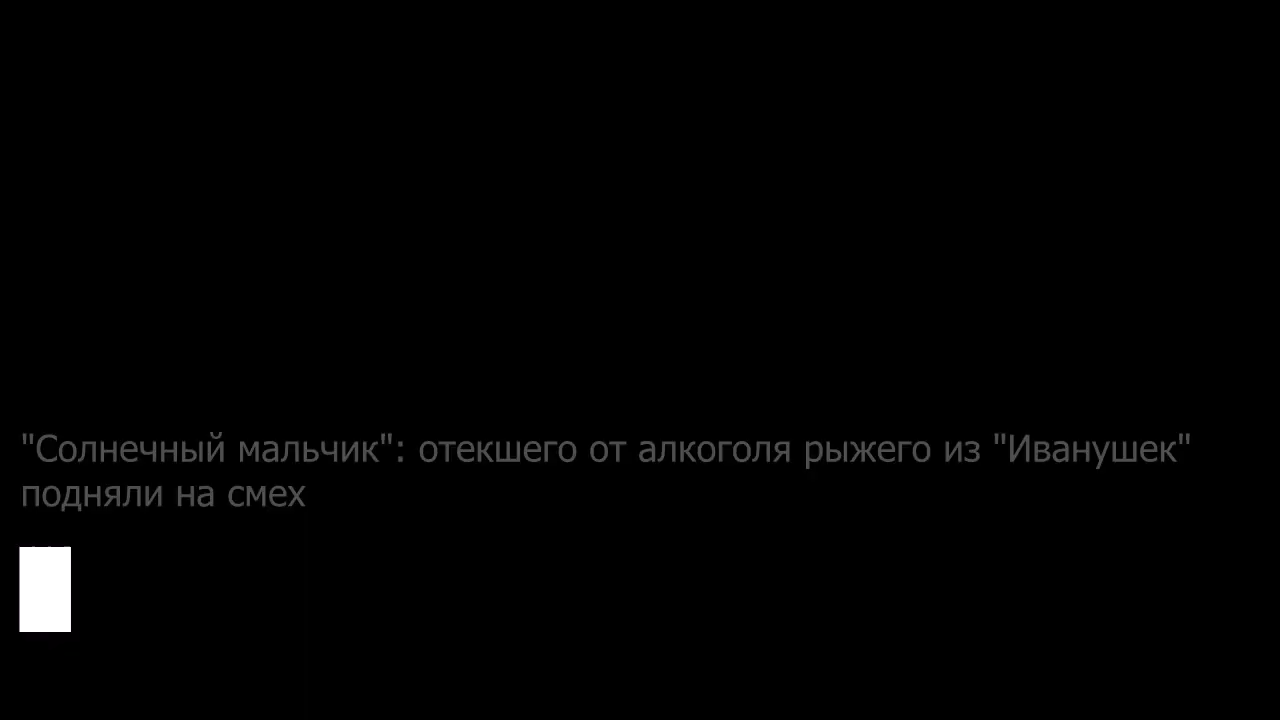 "Солнечный мальчик": отекшего от алкоголя рыжего из "Иванушек"
подняли на смех